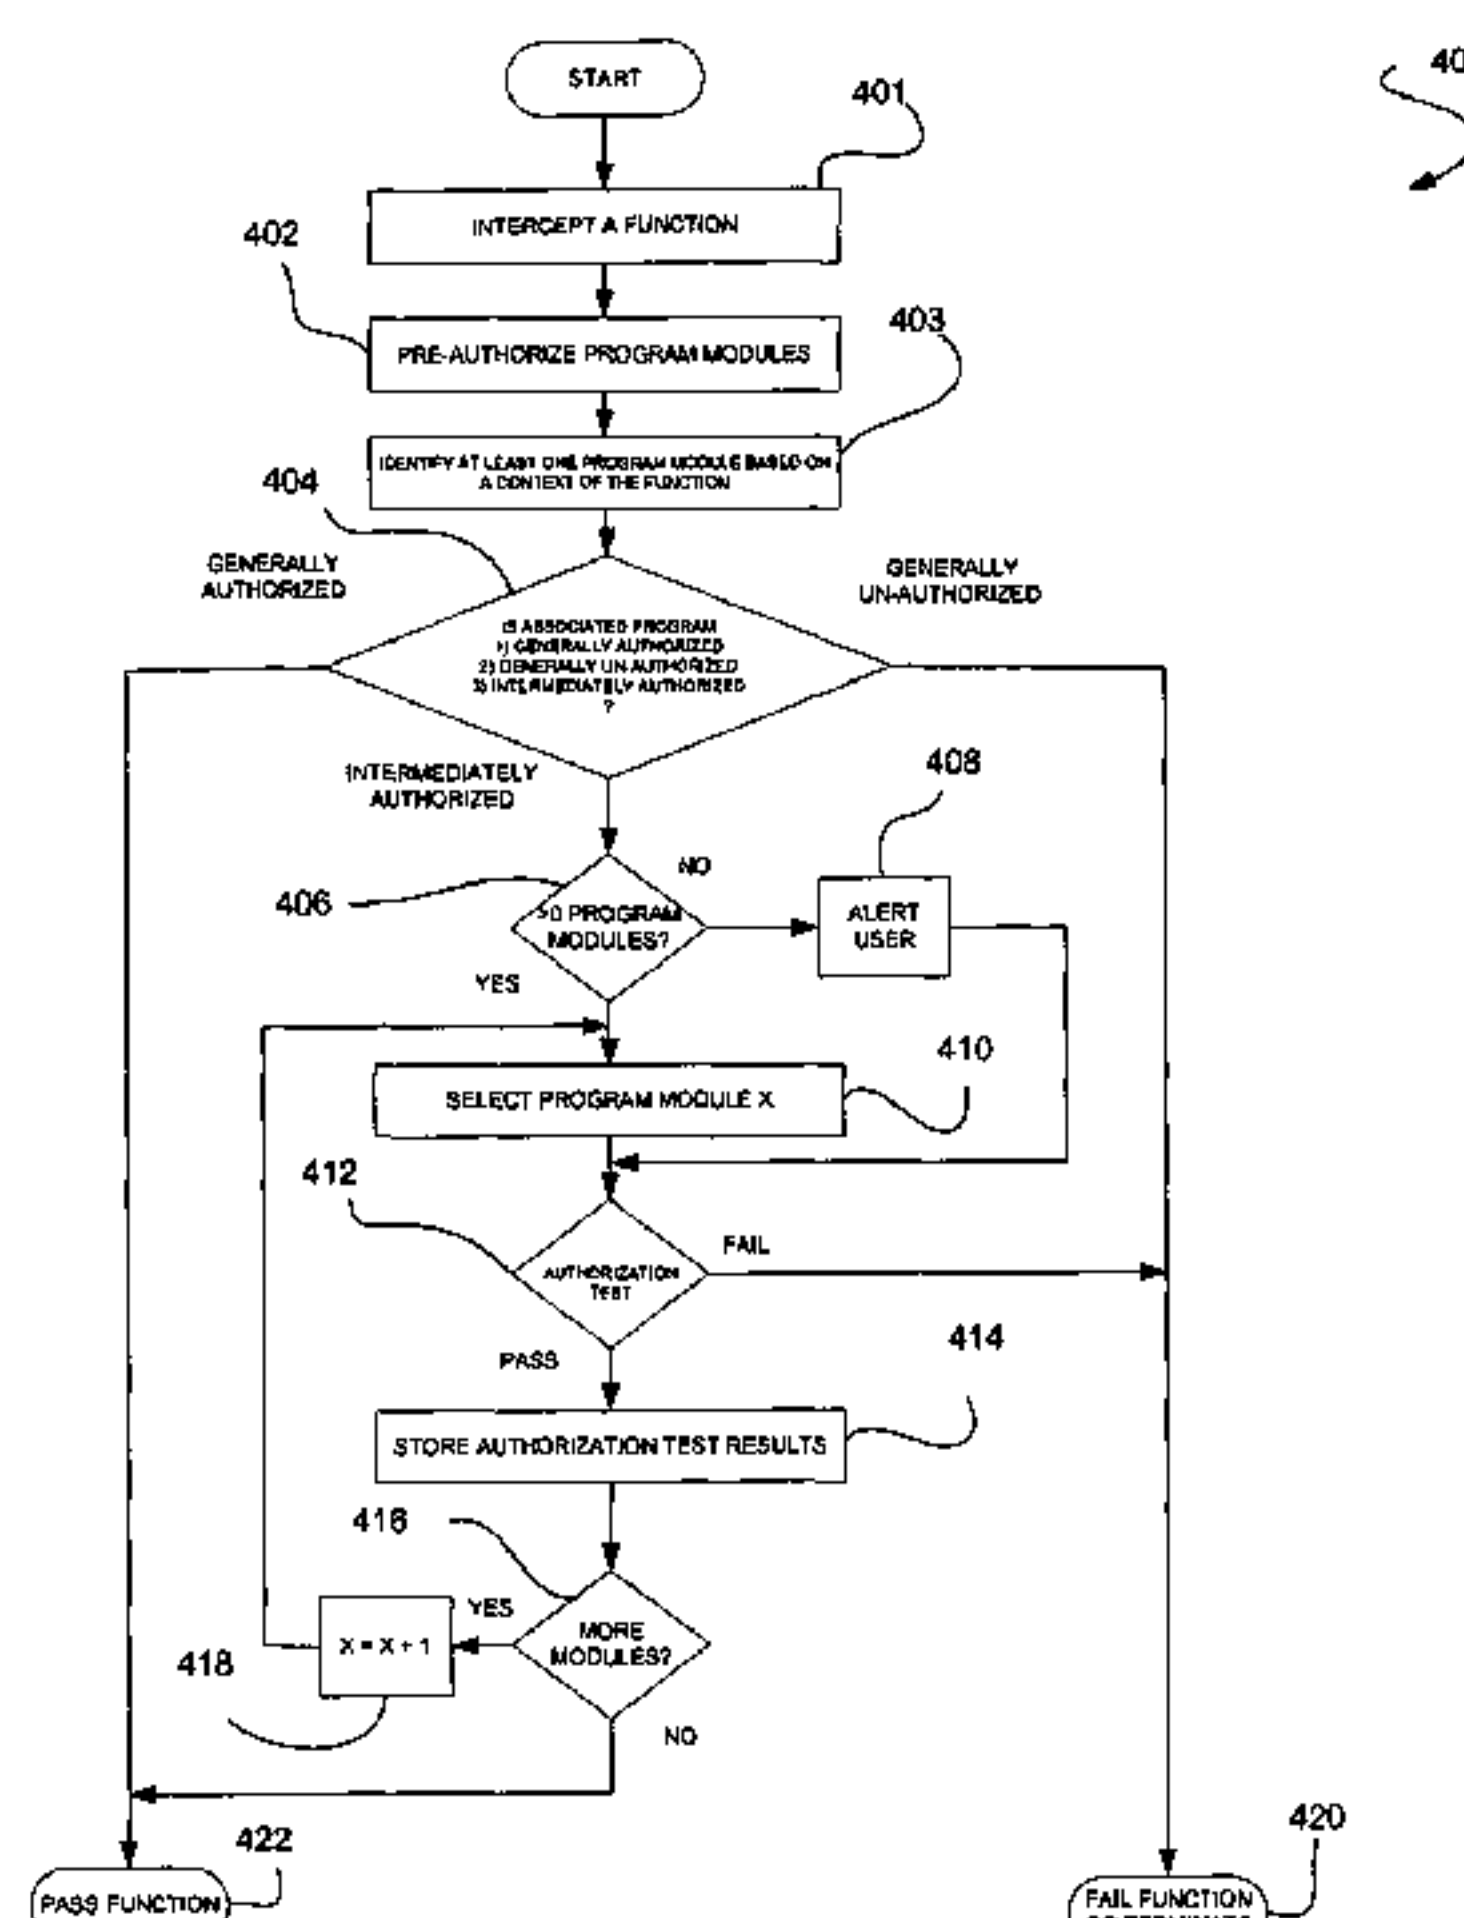 START
401
40
INTERCEPT A FUNCTION
402
PRE-AUTHORIZE PROGRAM MODULES
403
IDENTIFY AT LEAST ONE PROGRAM MODULE BASED ON
A CONTEXT OF THE FUNCTION
404
GENERALLY
AUTHORIZED
GENERALLY
UN-AUTHORIZED
IS ASSOCIATED PROGRAM
1) GENERALLY AUTHORIZED
2) GENERALLY UN-AUTHORIZED
3) INTERMEDIATELY AUTHORIZED
?
INTERMEDIATELY
AUTHORIZED
408
NO
406
>0 PROGRAM
MODULES?
ALERT
USER
YES
410
SELECT PROGRAM MODULE X
412
FAIL
AUTHORIZATION
TEST
PASS
414
STORE AUTHORIZATION TEST RESULTS
416
YES
MORE
MODULES?
X = X + 1
418
NO
422
420
PASS FUNCTION
FAIL FUNCTION